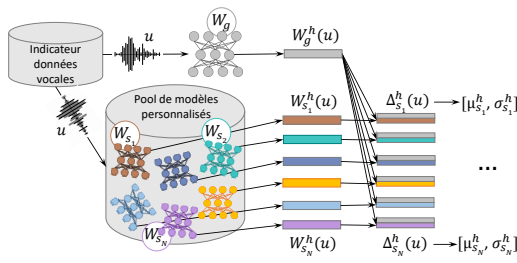 Indicateur
données
vocales
u
W_g
W_g^h(u)
u
Pool de modèles
personnalisés
W_{s_1}
W_{s_2}
W_{s_N}
W_{s_1}^h(u)
Δ_{s_1}^h(u)
[μ_{s_1}^h, σ_{s_1}^h]
...
W_{s_N}^h(u)
Δ_{s_N}^h(u)
[μ_{s_N}^h, σ_{s_N}^h]